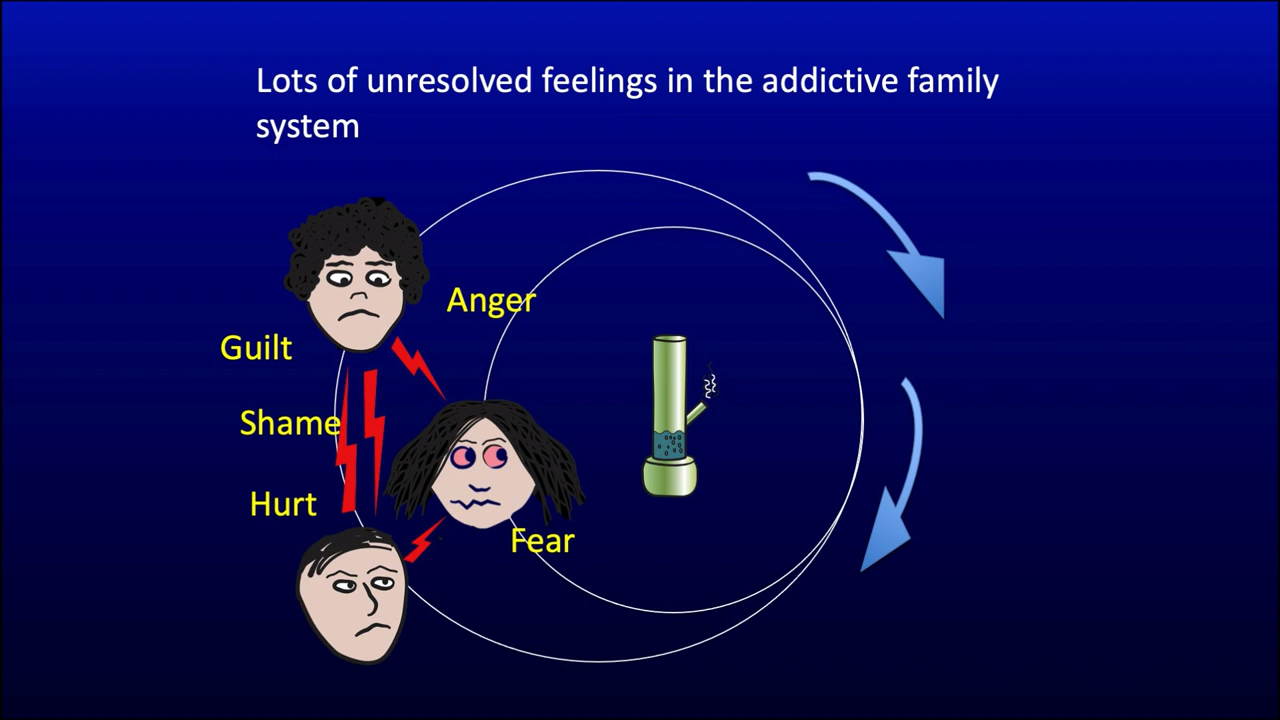 Lots of unresolved feelings in the addictive family
system
Anger
Guilt
Shame
Hurt
Fear